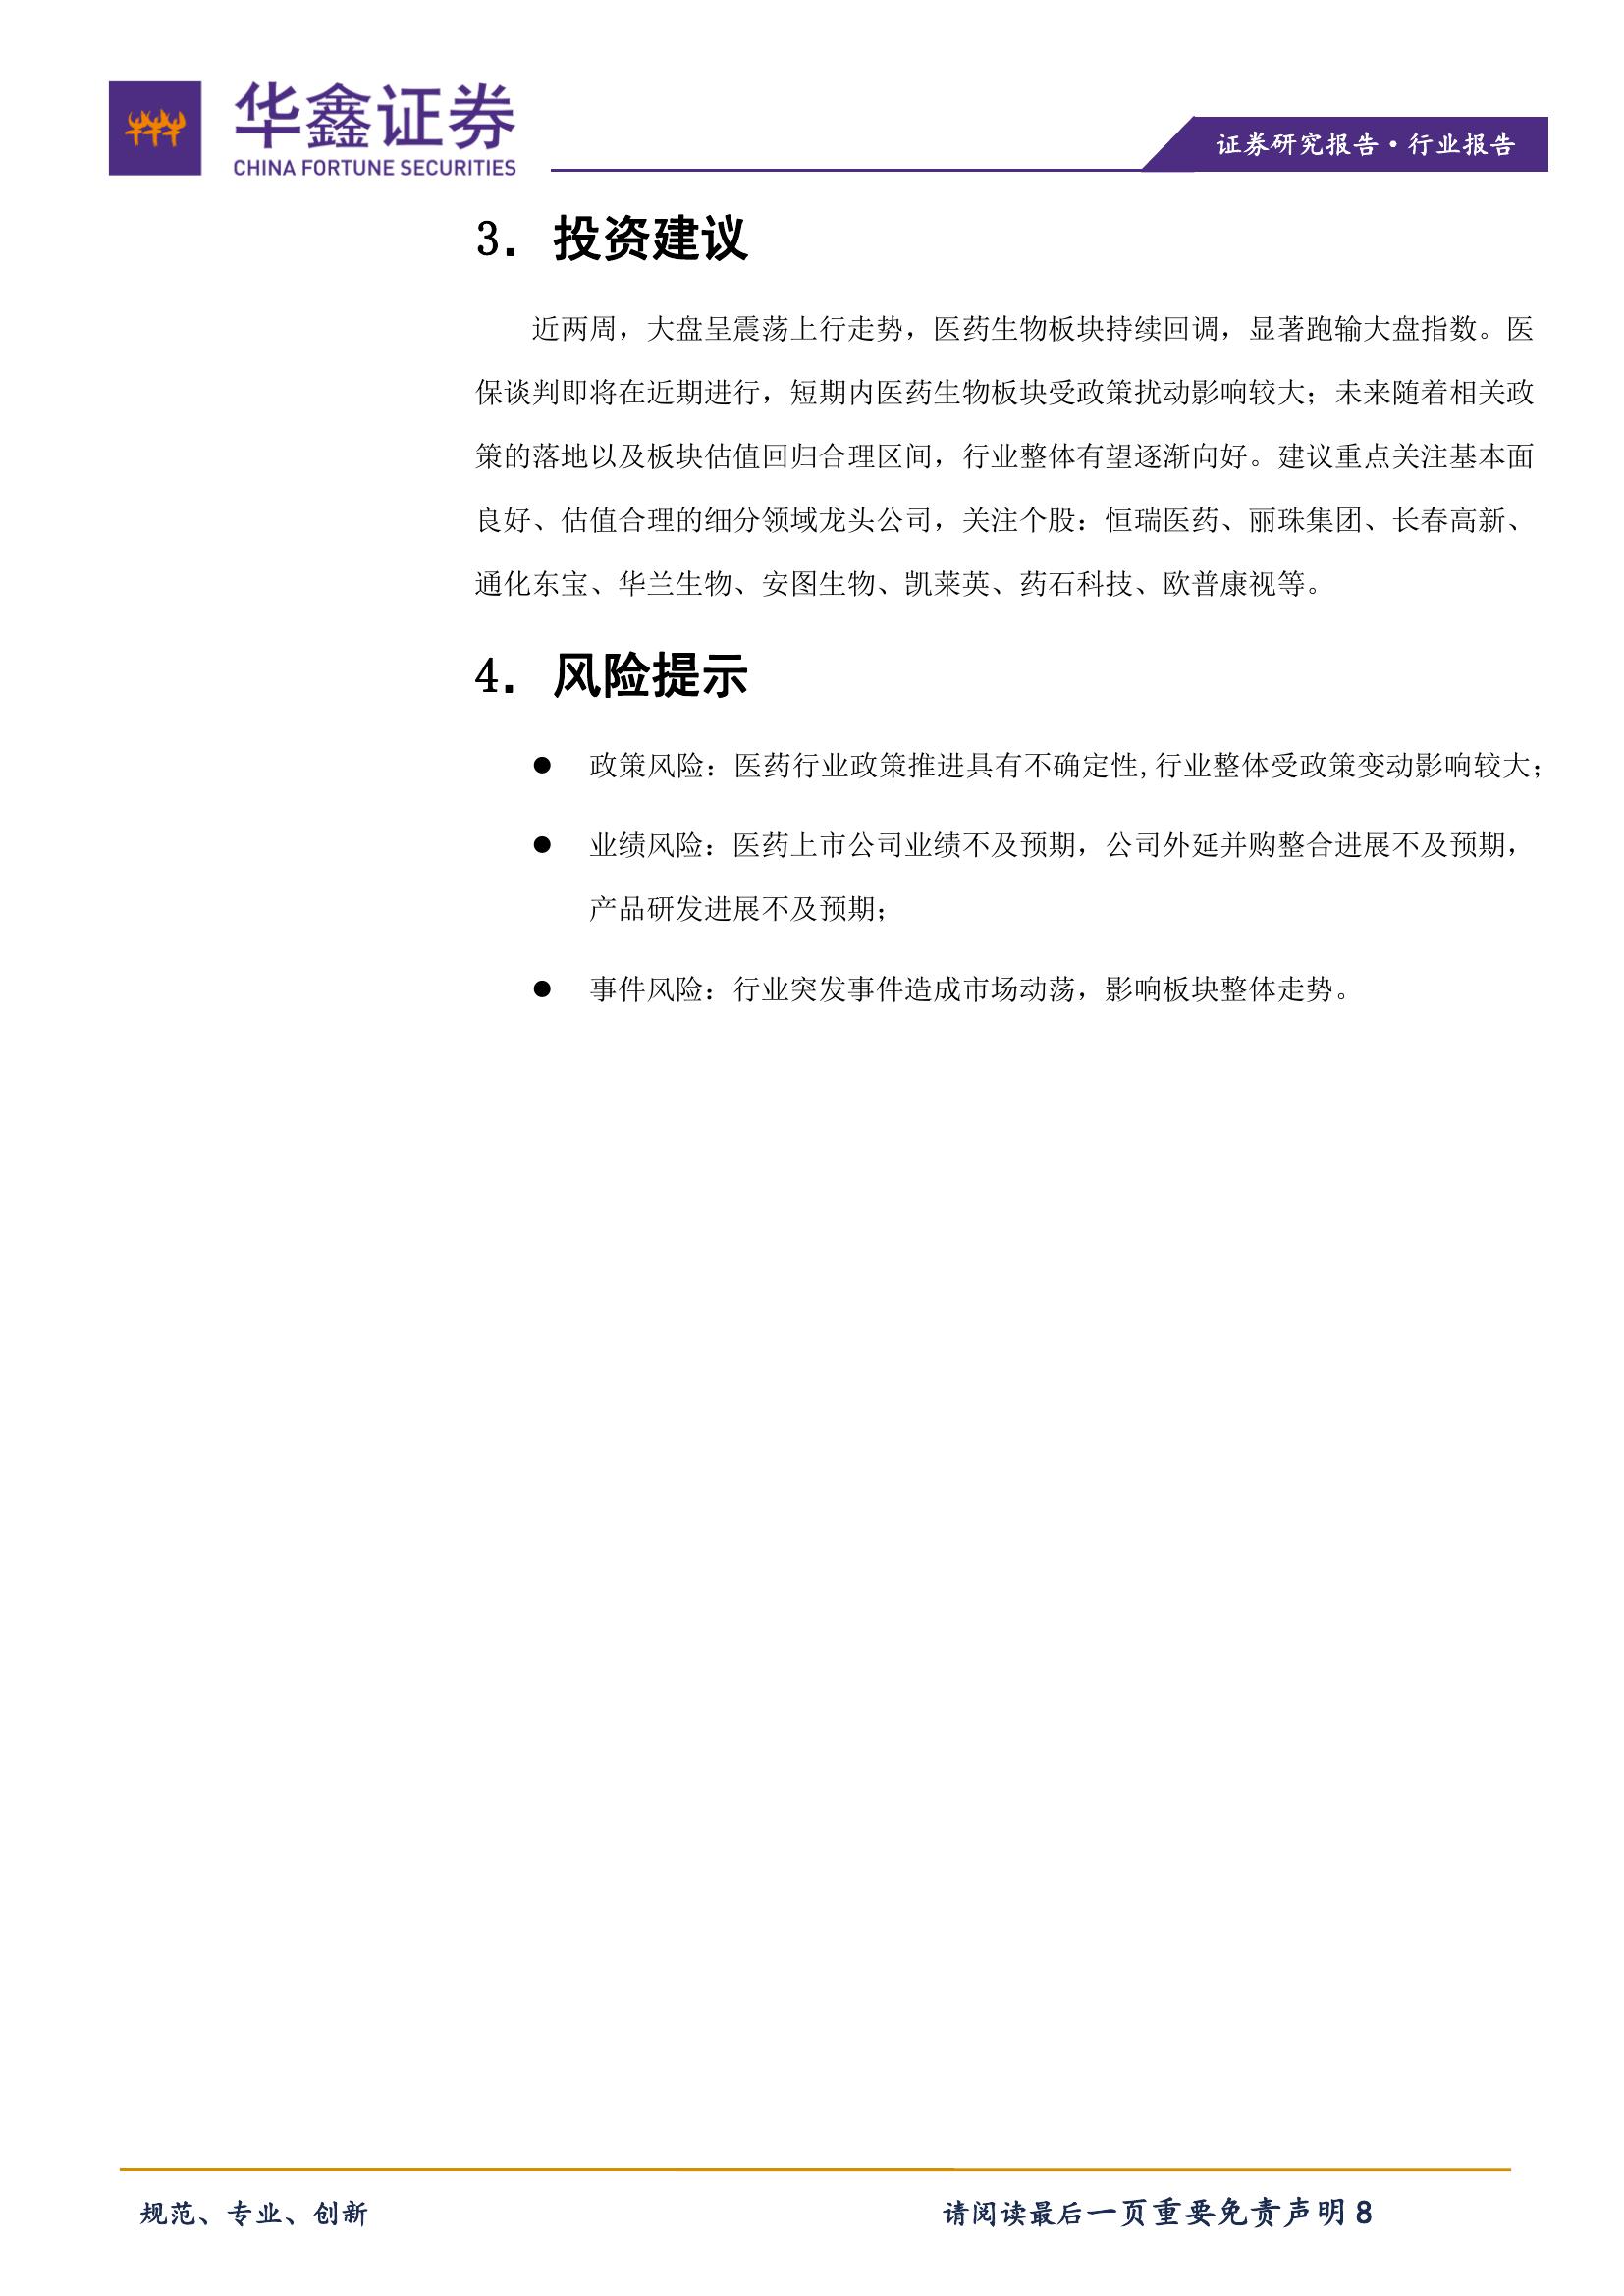 华鑫证券
CHINA FORTUNE SECURITIES
证券研究报告·行业报告
3. 投资建议
近两周，大盘呈震荡上行走势，医药生物板块持续回调，显著跑输大盘指数。医
保谈判即将在近期进行，短期内医药生物板块受政策扰动影响较大；未来随着相关政
策的落地以及板块估值回归合理区间，行业整体有望逐渐向好。建议重点关注基本面
良好、估值合理的细分领域龙头公司，关注个股：恒瑞医药、丽珠集团、长春高新、
通化东宝、华兰生物、安图生物、凯莱英、药石科技、欧普康视等。
4. 风险提示
● 政策风险：医药行业政策推进具有不确定性,行业整体受政策变动影响较大；
● 业绩风险：医药上市公司业绩不及预期，公司外延并购整合进展不及预期，
产品研发进展不及预期；
● 事件风险：行业突发事件造成市场动荡，影响板块整体走势。
规范、专业、创新
请阅读最后一页重要免责声明 8